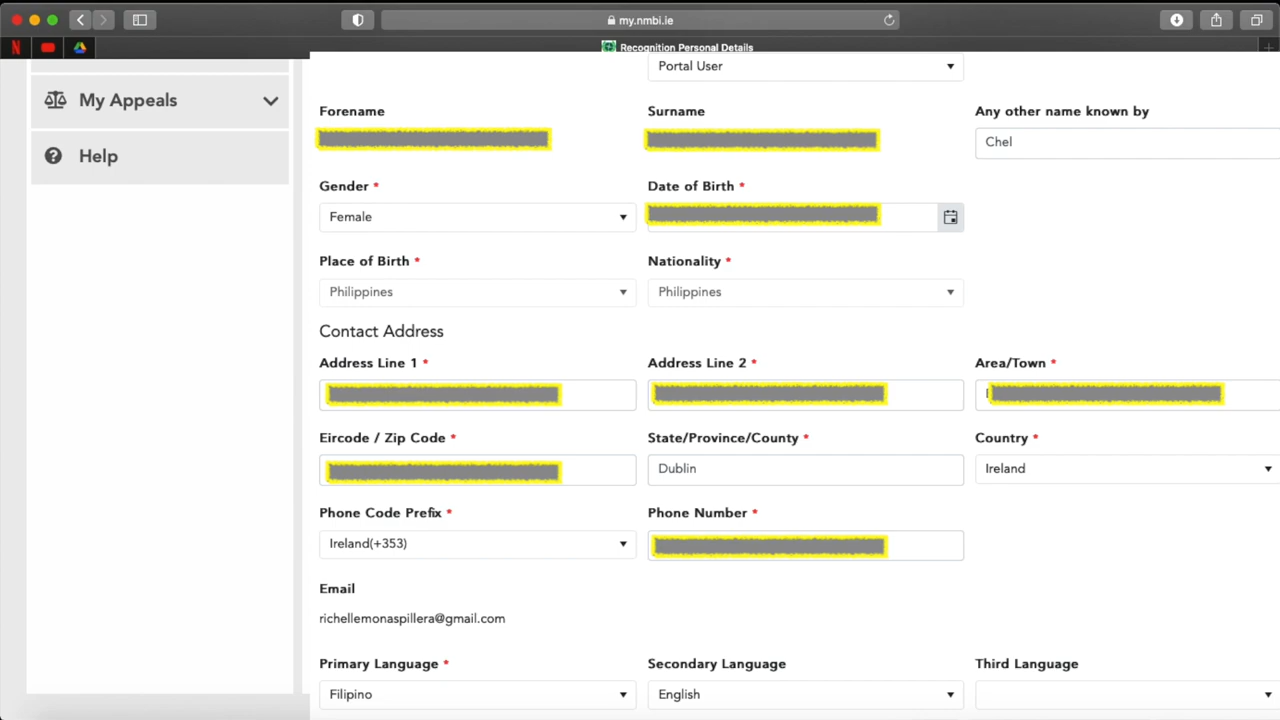 my.nmbi.ie
Recognition Personal Details
Portal User
My Appeals
Help
Forename Surname Any other name known by
Chel
Gender * Date of Birth *
Female
Place of Birth * Nationality *
Philippines Philippines
Contact Address
Address Line 1 * Address Line 2 * Area/Town *
Eircode / Zip Code * State/Province/County * Country *
Dublin Ireland
Phone Code Prefix * Phone Number *
Ireland(+353)
Email
richellemonaspillera@gmail.com
Primary Language * Secondary Language Third Language
Filipino English